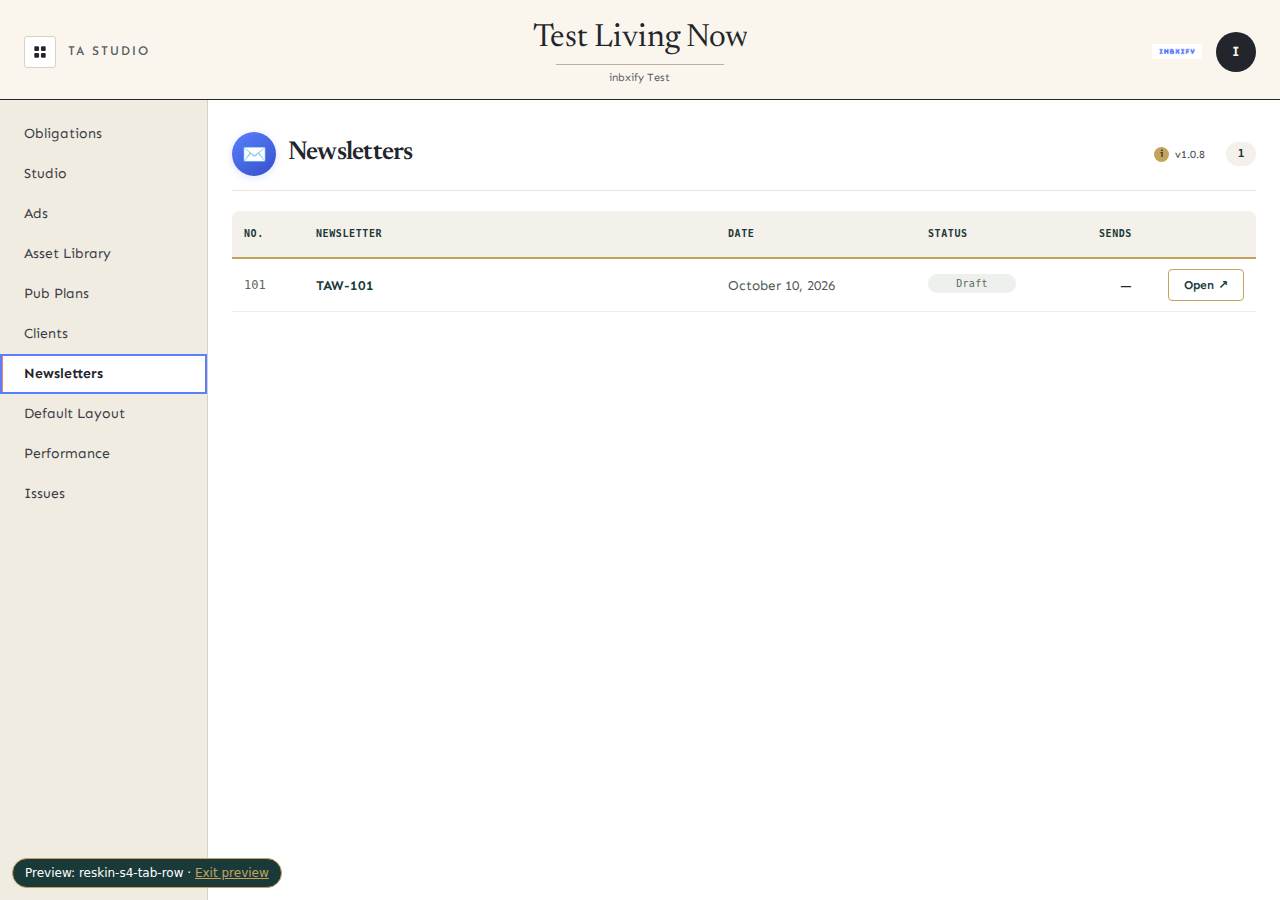 TA STUDIO
Test Living Now
inbxify Test
INBXIFY
I
Obligations
Studio
Ads
Asset Library
Pub Plans
Clients
Newsletters
Default Layout
Performance
Issues
Newsletters
i v1.0.8 1
NO. NEWSLETTER DATE STATUS SENDS
101 TAW-101 October 10, 2026 Draft — Open ↗
Preview: reskin-s4-tab-row · Exit preview